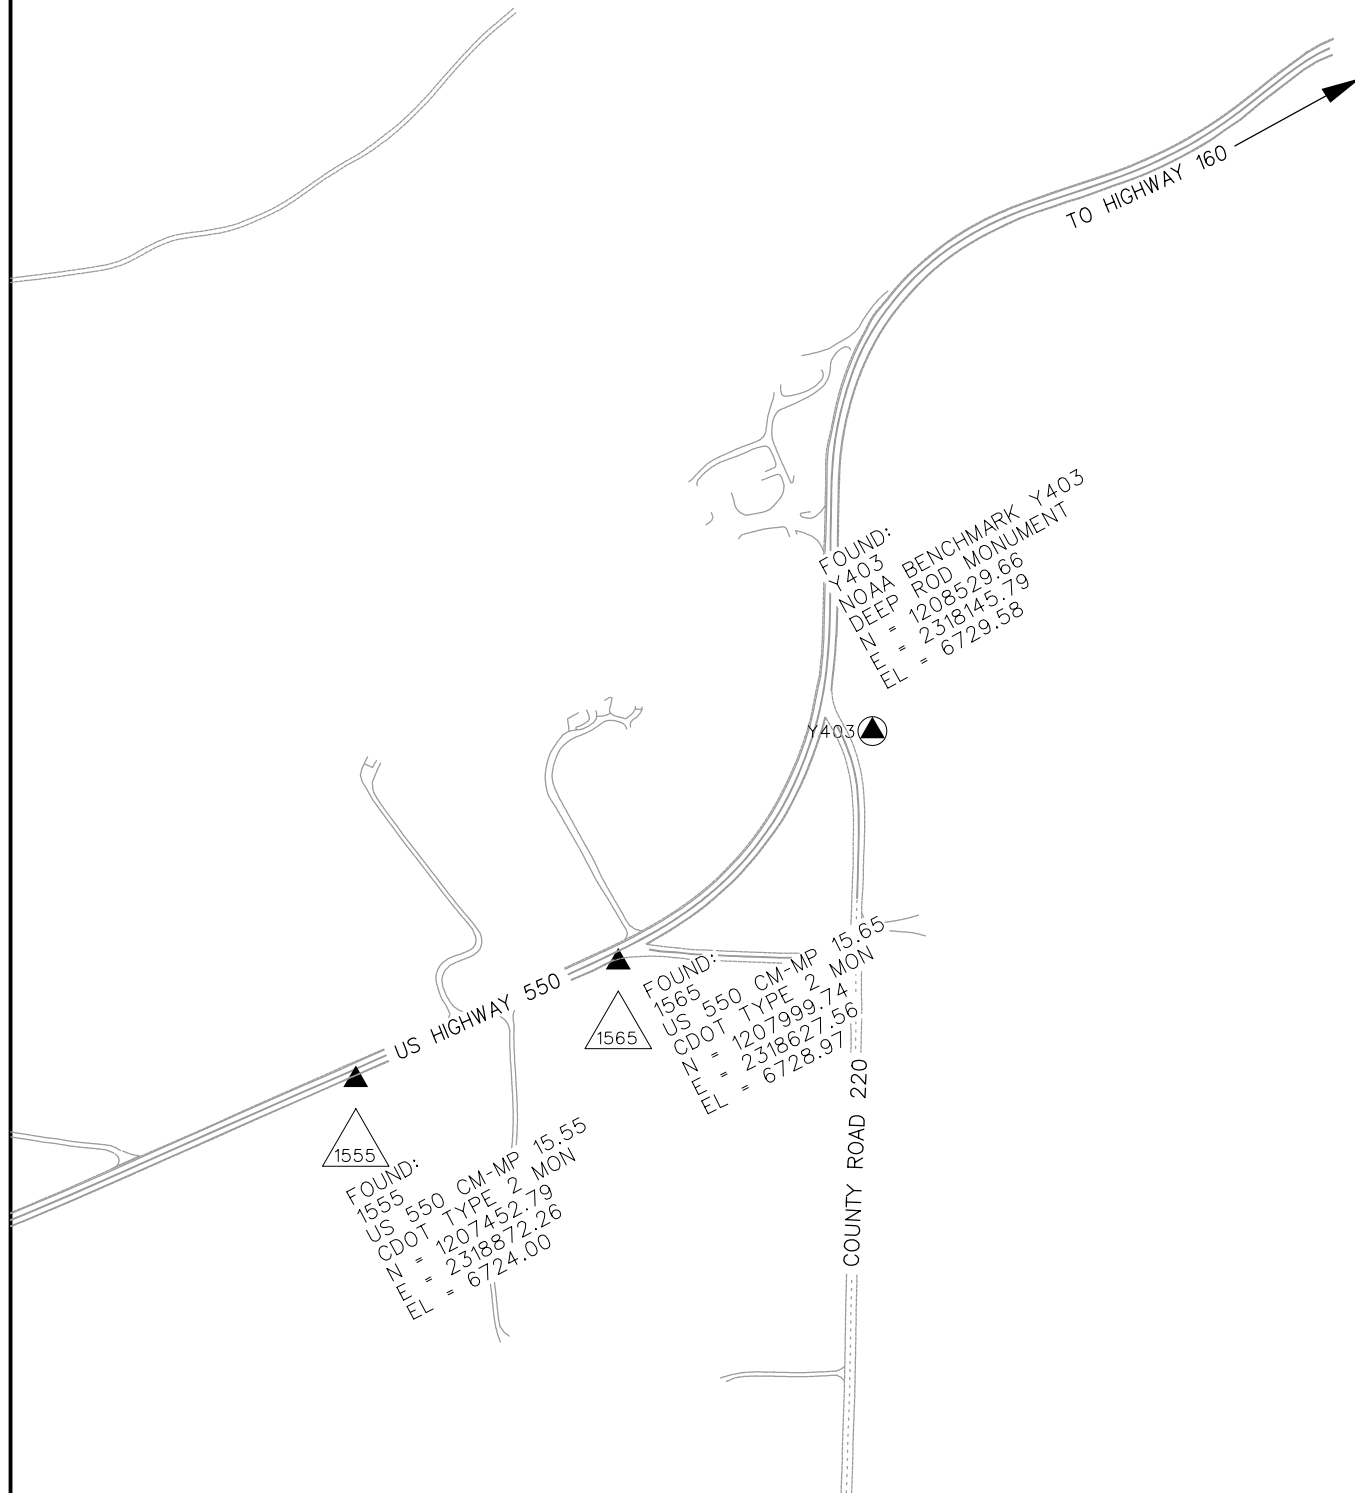 TO HIGHWAY 160
FOUND:
Y403
NOAA BENCHMARK Y403
DEEP ROD MONUMENT
N = 1208529.66
E = 2318145.79
EL = 6729.58
Y403
US HIGHWAY 550
1565
FOUND:
1565
US 550 CM-MP 15.65
CDOT TYPE 2 MON
N = 1207999.74
E = 2318627.56
EL = 6728.97
1555
FOUND:
1555
US 550 CM-MP 15.55
CDOT TYPE 2 MON
N = 1207452.79
E = 2318872.26
EL = 6724.00
COUNTY ROAD 220